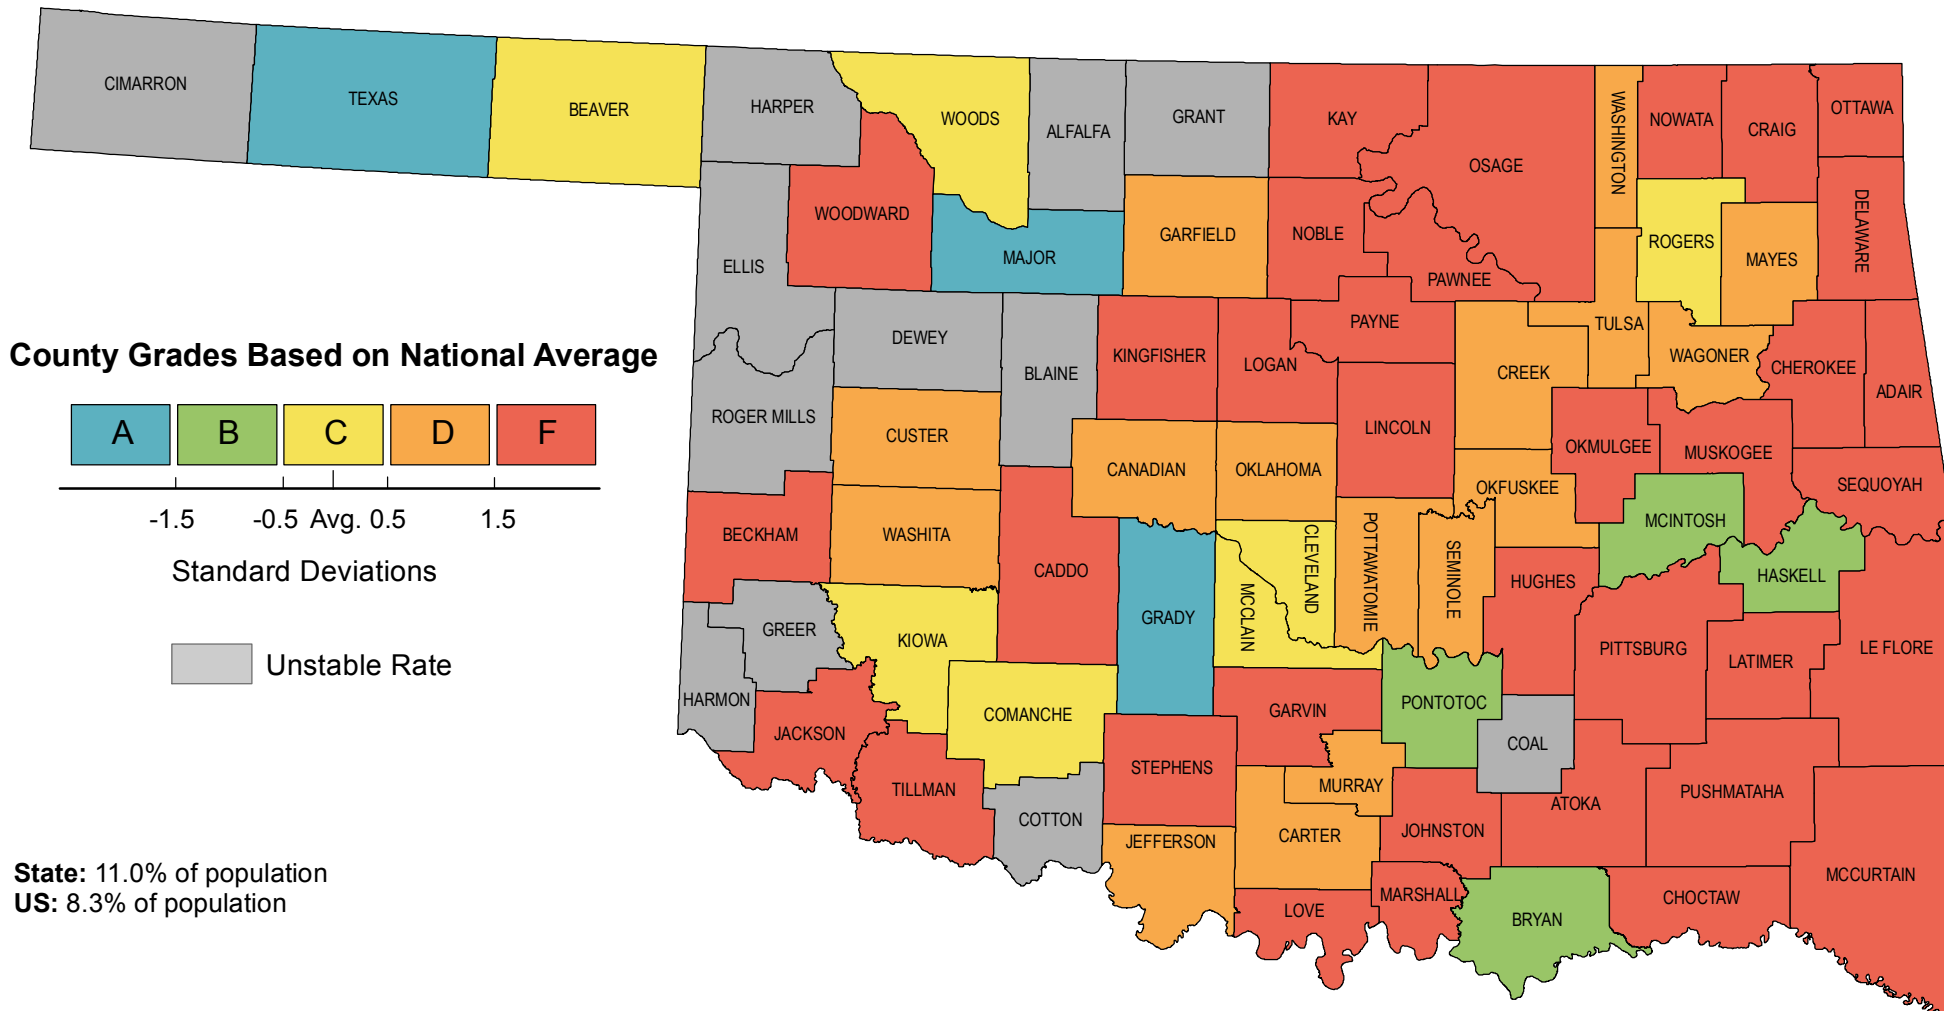 CIMARRON
TEXAS
BEAVER
HARPER
WOODS
ALFALFA
GRANT
KAY
OSAGE
WASHINGTON
NOWATA
CRAIG
OTTAWA
WOODWARD
ELLIS
MAJOR
GARFIELD
NOBLE
PAWNEE
ROGERS
MAYES
DELAWARE
DEWEY
BLAINE
KINGFISHER
LOGAN
PAYNE
CREEK
TULSA
WAGONER
CHEROKEE
ADAIR
County Grades Based on National Average
A B C D F
-1.5 -0.5 Avg. 0.5 1.5
Standard Deviations
Unstable Rate
ROGER MILLS
CUSTER
CANADIAN
OKLAHOMA
LINCOLN
OKMULGEE
MUSKOGEE
OKFUSKEE
SEQUOYAH
BECKHAM
WASHITA
CADDO
GRADY
CLEVELAND
MCCLAIN
POTTAWATOMIE
SEMINOLE
HUGHES
MCINTOSH
HASKELL
GREER
KIOWA
HARMON
JACKSON
COMANCHE
TILLMAN
COTTON
STEPHENS
JEFFERSON
GARVIN
MURRAY
CARTER
LOVE
PONTOTOC
COAL
PITTSBURG
LATIMER
LE FLORE
JOHNSTON
ATOKA
PUSHMATAHA
MARSHALL
BRYAN
CHOCTAW
MCCURTAIN
State: 11.0% of population
US: 8.3% of population